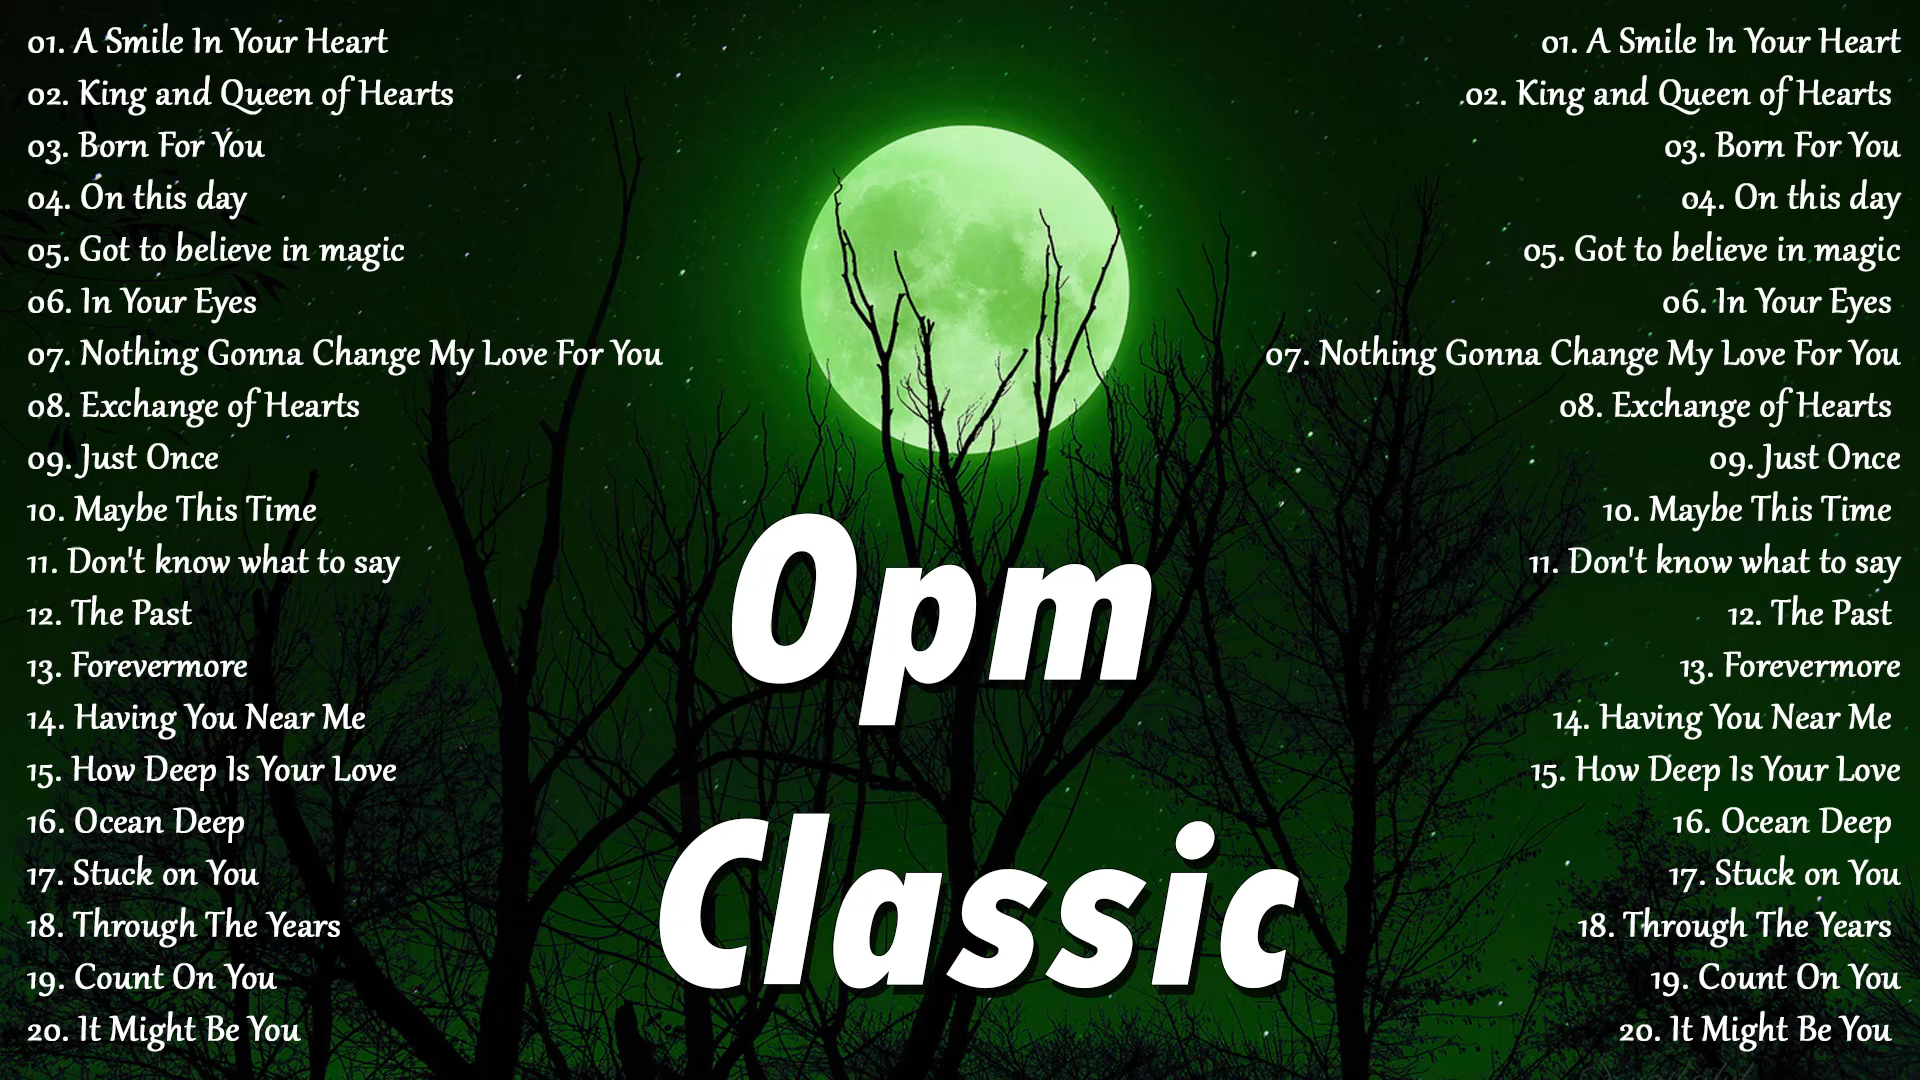 01. A Smile In Your Heart
02. King and Queen of Hearts
03. Born For You
04. On this day
05. Got to believe in magic
06. In Your Eyes
07. Nothing Gonna Change My Love For You
08. Exchange of Hearts
09. Just Once
10. Maybe This Time
11. Don't know what to say
12. The Past
13. Forevermore
14. Having You Near Me
15. How Deep Is Your Love
16. Ocean Deep
17. Stuck on You
18. Through The Years
19. Count On You
20. It Might Be You
Opm
Classic
01. A Smile In Your Heart
02. King and Queen of Hearts
03. Born For You
04. On this day
05. Got to believe in magic
06. In Your Eyes
07. Nothing Gonna Change My Love For You
08. Exchange of Hearts
09. Just Once
10. Maybe This Time
11. Don't know what to say
12. The Past
13. Forevermore
14. Having You Near Me
15. How Deep Is Your Love
16. Ocean Deep
17. Stuck on You
18. Through The Years
19. Count On You
20. It Might Be You